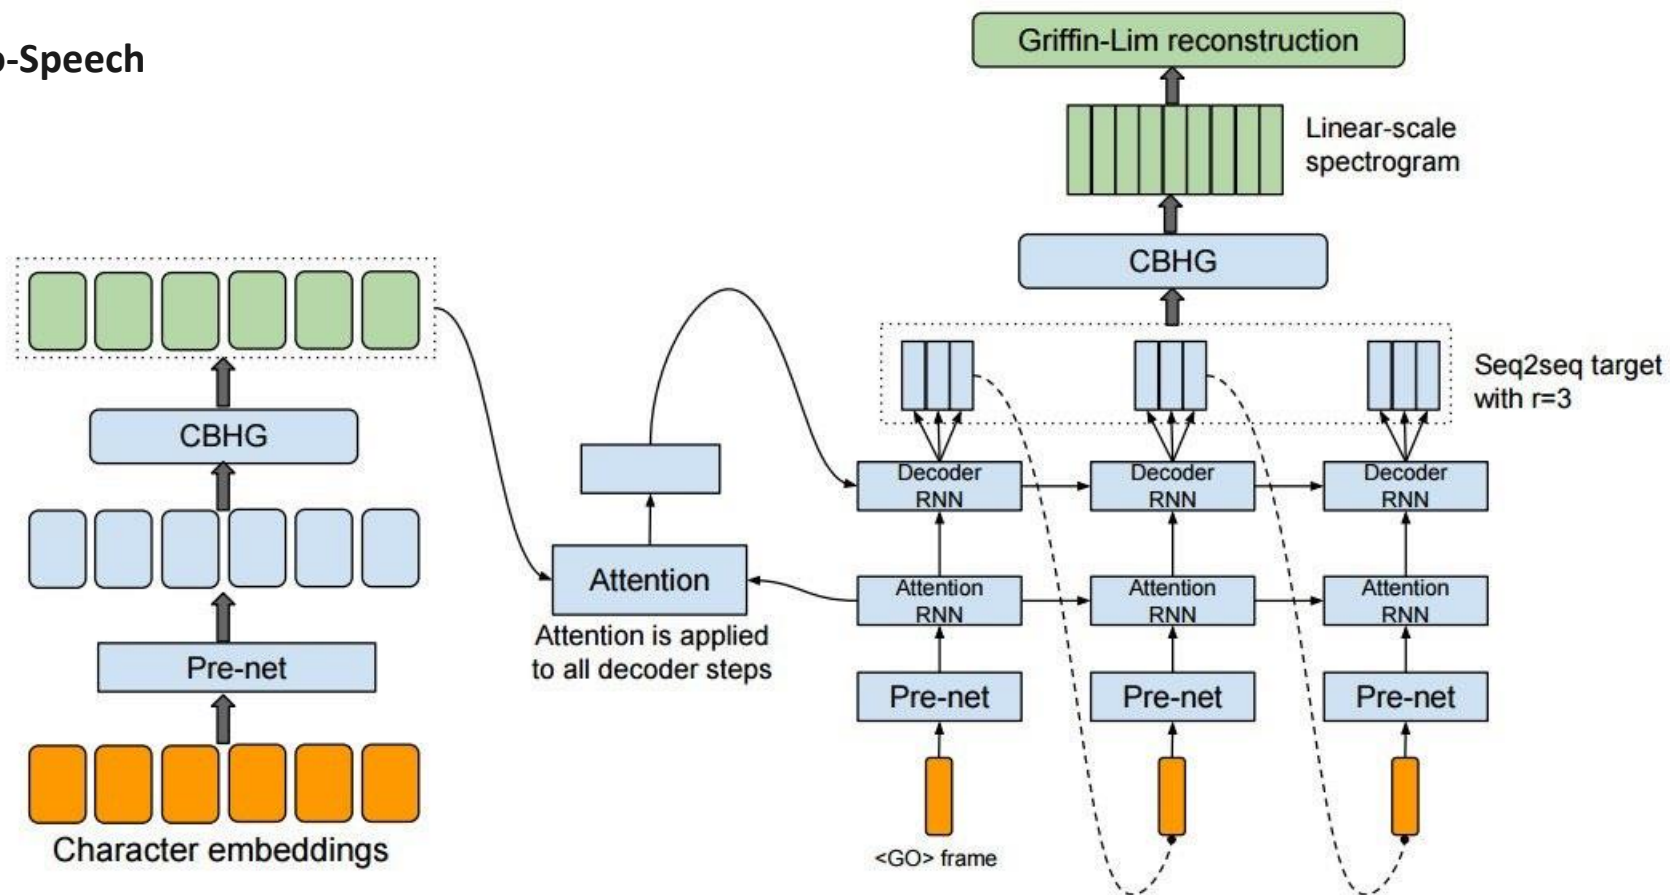 o-Speech
Griffin-Lim reconstruction
Linear-scale
spectrogram
CBHG
Seq2seq target
with r=3
CBHG
Decoder
RNN
Decoder
RNN
Decoder
RNN
Attention
Attention is applied
to all decoder steps
Attention
RNN
Attention
RNN
Attention
RNN
Pre-net
Pre-net
Pre-net
Pre-net
Character embeddings
<GO> frame